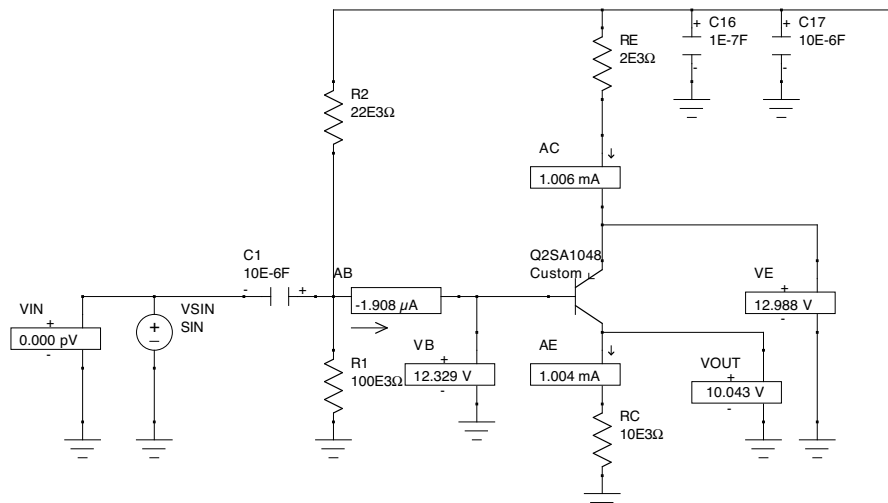 C16
+ 1E-7F
-
C17
+ 10E-6F
-
RE
2E3Ω
R2
22E3Ω
AC
↓
1.006 mA
C1
10E-6F
- +
AB
-1.908 µA
Q2SA1048
Custom
VE
+
12.988 V
-
VIN
+
0.000 pV
-
VSIN
SIN
+
–
R1
100E3Ω
VB
+
12.329 V
-
AE
↓
1.004 mA
VOUT
+
10.043 V
-
RC
10E3Ω